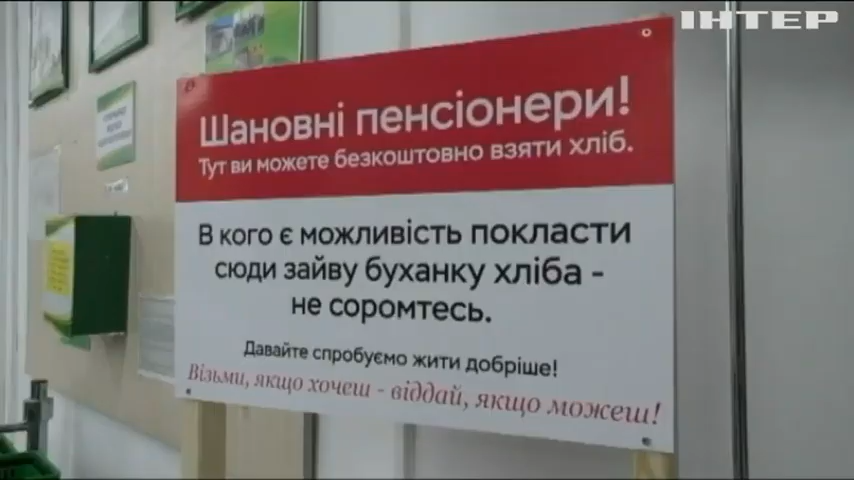 ІНТЕР
Шановні пенсіонери!
Тут ви можете безкоштовно взяти хліб.
В кого є можливість покласти
сюди зайву буханку хліба -
не соромтесь.
Давайте спробуємо жити добріше!
Візьми, якщо хочеш - віддай, якщо можеш!